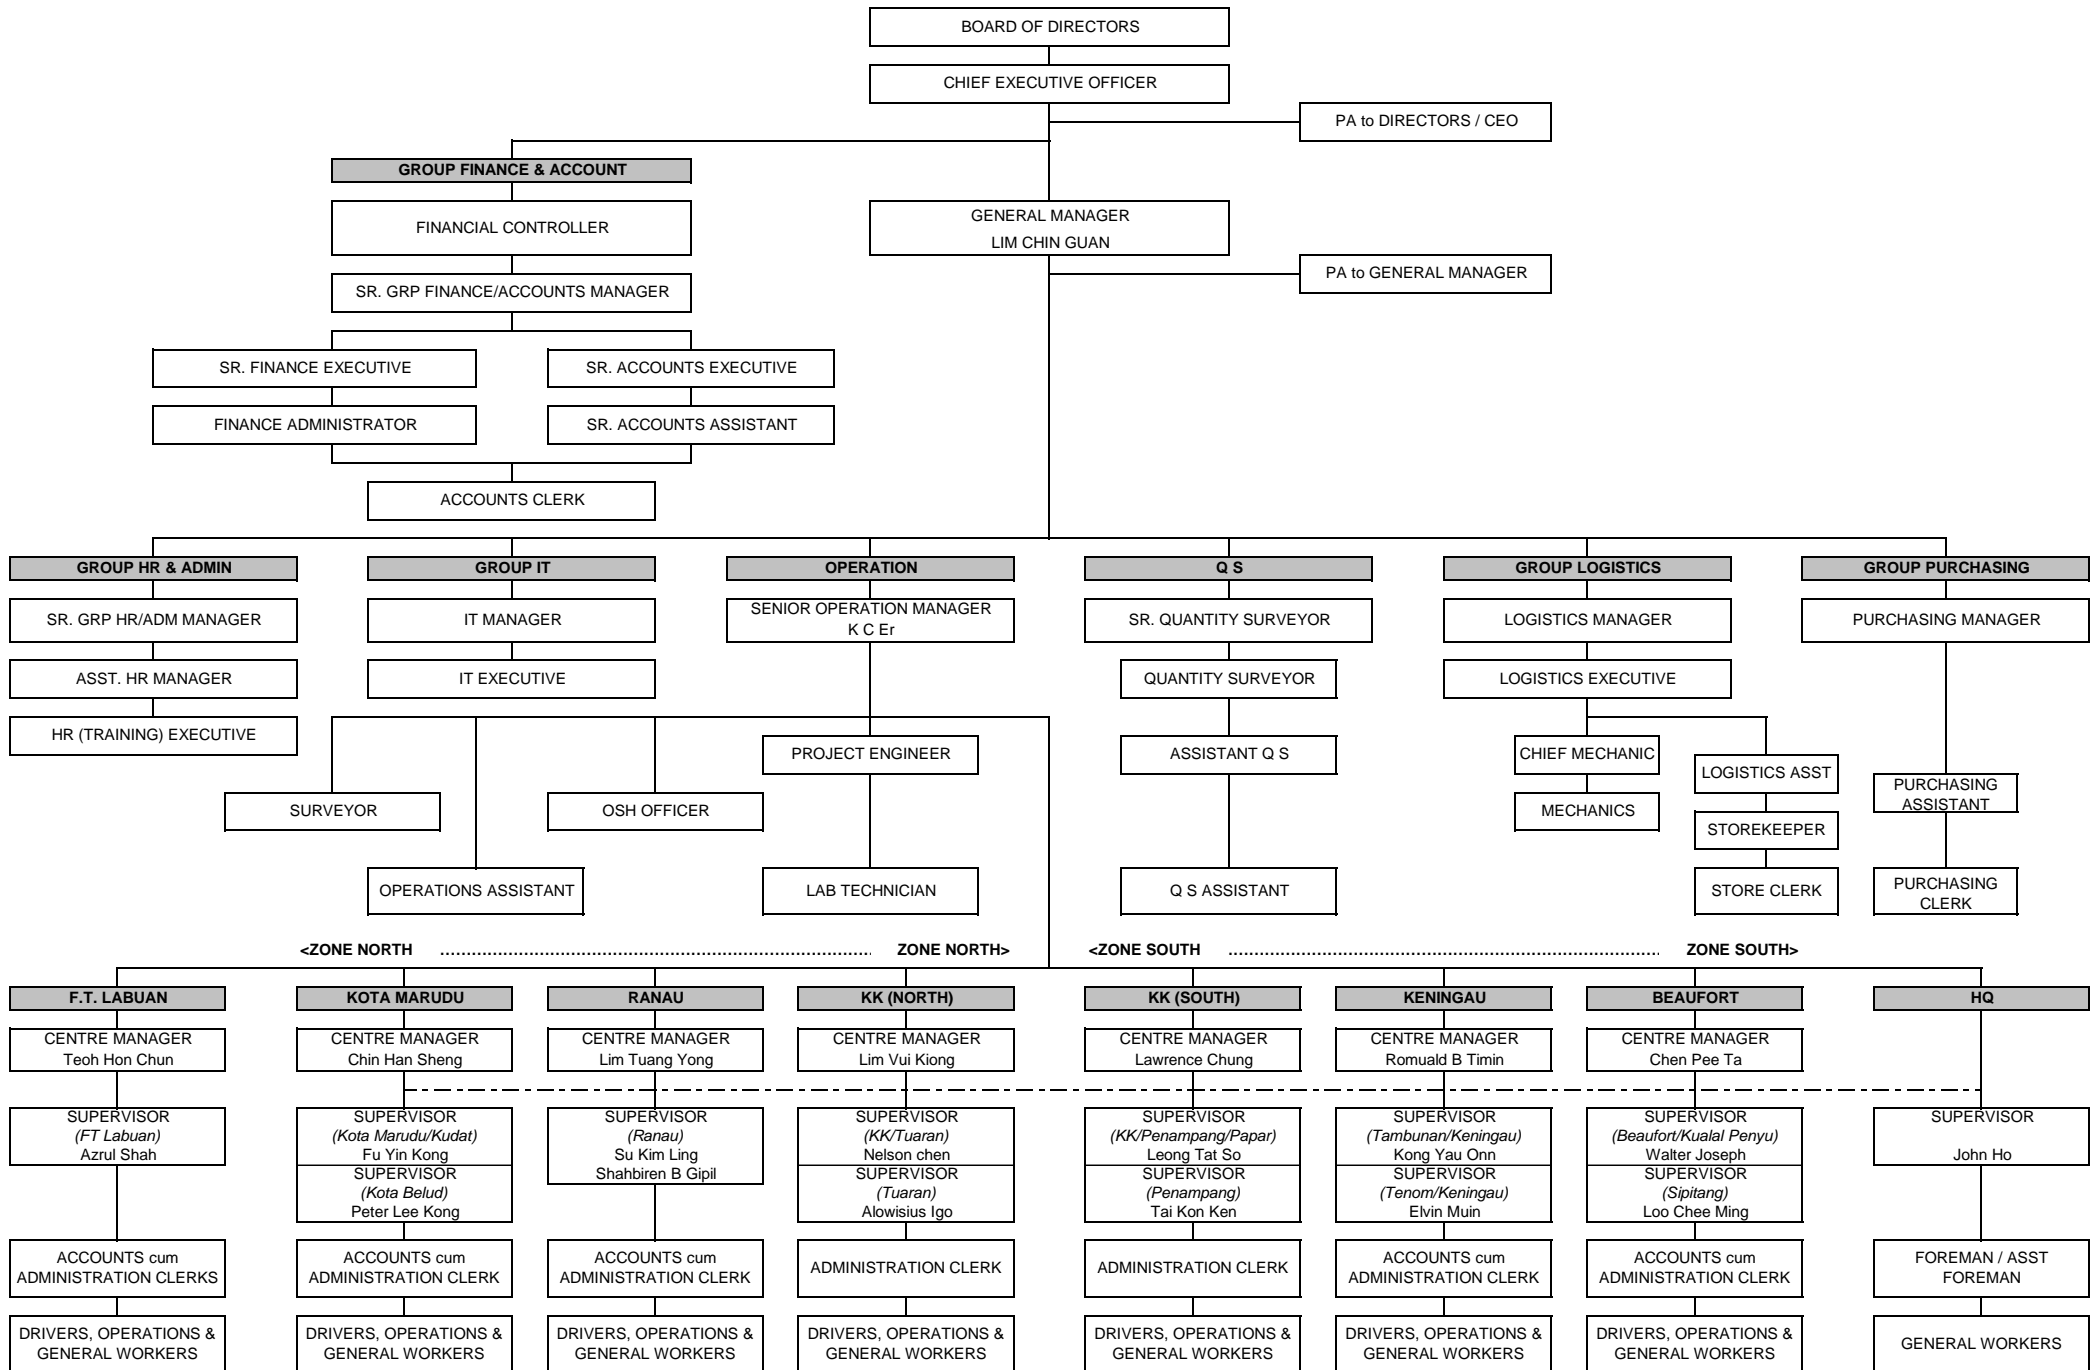 BOARD OF DIRECTORS
CHIEF EXECUTIVE OFFICER
PA to DIRECTORS / CEO
GROUP FINANCE & ACCOUNT
FINANCIAL CONTROLLER
GENERAL MANAGER
LIM CHIN GUAN
PA to GENERAL MANAGER
SR. GRP FINANCE/ACCOUNTS MANAGER
SR. FINANCE EXECUTIVE
SR. ACCOUNTS EXECUTIVE
FINANCE ADMINISTRATOR
SR. ACCOUNTS ASSISTANT
ACCOUNTS CLERK
GROUP HR & ADMIN
SR. GRP HR/ADM MANAGER
ASST. HR MANAGER
HR (TRAINING) EXECUTIVE
GROUP IT
IT MANAGER
IT EXECUTIVE
OPERATION
SENIOR OPERATION MANAGER
K C Er
SURVEYOR
OPERATIONS ASSISTANT
OSH OFFICER
PROJECT ENGINEER
LAB TECHNICIAN
Q S
SR. QUANTITY SURVEYOR
QUANTITY SURVEYOR
ASSISTANT Q S
Q S ASSISTANT
GROUP LOGISTICS
LOGISTICS MANAGER
LOGISTICS EXECUTIVE
CHIEF MECHANIC
MECHANICS
LOGISTICS ASST
STOREKEEPER
STORE CLERK
GROUP PURCHASING
PURCHASING MANAGER
PURCHASING
ASSISTANT
PURCHASING
CLERK
<ZONE NORTH ........................ ZONE NORTH>
<ZONE SOUTH ........................ ZONE SOUTH>
F.T. LABUAN
CENTRE MANAGER
Teoh Hon Chun
SUPERVISOR
(FT Labuan)
Azrul Shah
ACCOUNTS cum
ADMINISTRATION CLERKS
DRIVERS, OPERATIONS &
GENERAL WORKERS
KOTA MARUDU
CENTRE MANAGER
Chin Han Sheng
SUPERVISOR
(Kota Marudu/Kudat)
Fu Yin Kong
SUPERVISOR
(Kota Belud)
Peter Lee Kong
ACCOUNTS cum
ADMINISTRATION CLERK
DRIVERS, OPERATIONS &
GENERAL WORKERS
RANAU
CENTRE MANAGER
Lim Tuang Yong
SUPERVISOR
(Ranau)
Su Kim Ling
Shahbiren B Gipil
ACCOUNTS cum
ADMINISTRATION CLERK
DRIVERS, OPERATIONS &
GENERAL WORKERS
KK (NORTH)
CENTRE MANAGER
Lim Vui Kiong
SUPERVISOR
(KK/Tuaran)
Nelson chen
SUPERVISOR
(Tuaran)
Alowisius Igo
ADMINISTRATION CLERK
DRIVERS, OPERATIONS &
GENERAL WORKERS
KK (SOUTH)
CENTRE MANAGER
Lawrence Chung
SUPERVISOR
(KK/Penampang/Papar)
Leong Tat So
SUPERVISOR
(Penampang)
Tai Kon Ken
ADMINISTRATION CLERK
DRIVERS, OPERATIONS &
GENERAL WORKERS
KENINGAU
CENTRE MANAGER
Romuald B Timin
SUPERVISOR
(Tambunan/Keningau)
Kong Yau Onn
SUPERVISOR
(Tenom/Keningau)
Elvin Muin
ACCOUNTS cum
ADMINISTRATION CLERK
DRIVERS, OPERATIONS &
GENERAL WORKERS
BEAUFORT
CENTRE MANAGER
Chen Pee Ta
SUPERVISOR
(Beaufort/Kualal Penyu)
Walter Joseph
SUPERVISOR
(Sipitang)
Loo Chee Ming
ACCOUNTS cum
ADMINISTRATION CLERK
DRIVERS, OPERATIONS &
GENERAL WORKERS
HQ
SUPERVISOR
John Ho
FOREMAN / ASST
FOREMAN
GENERAL WORKERS